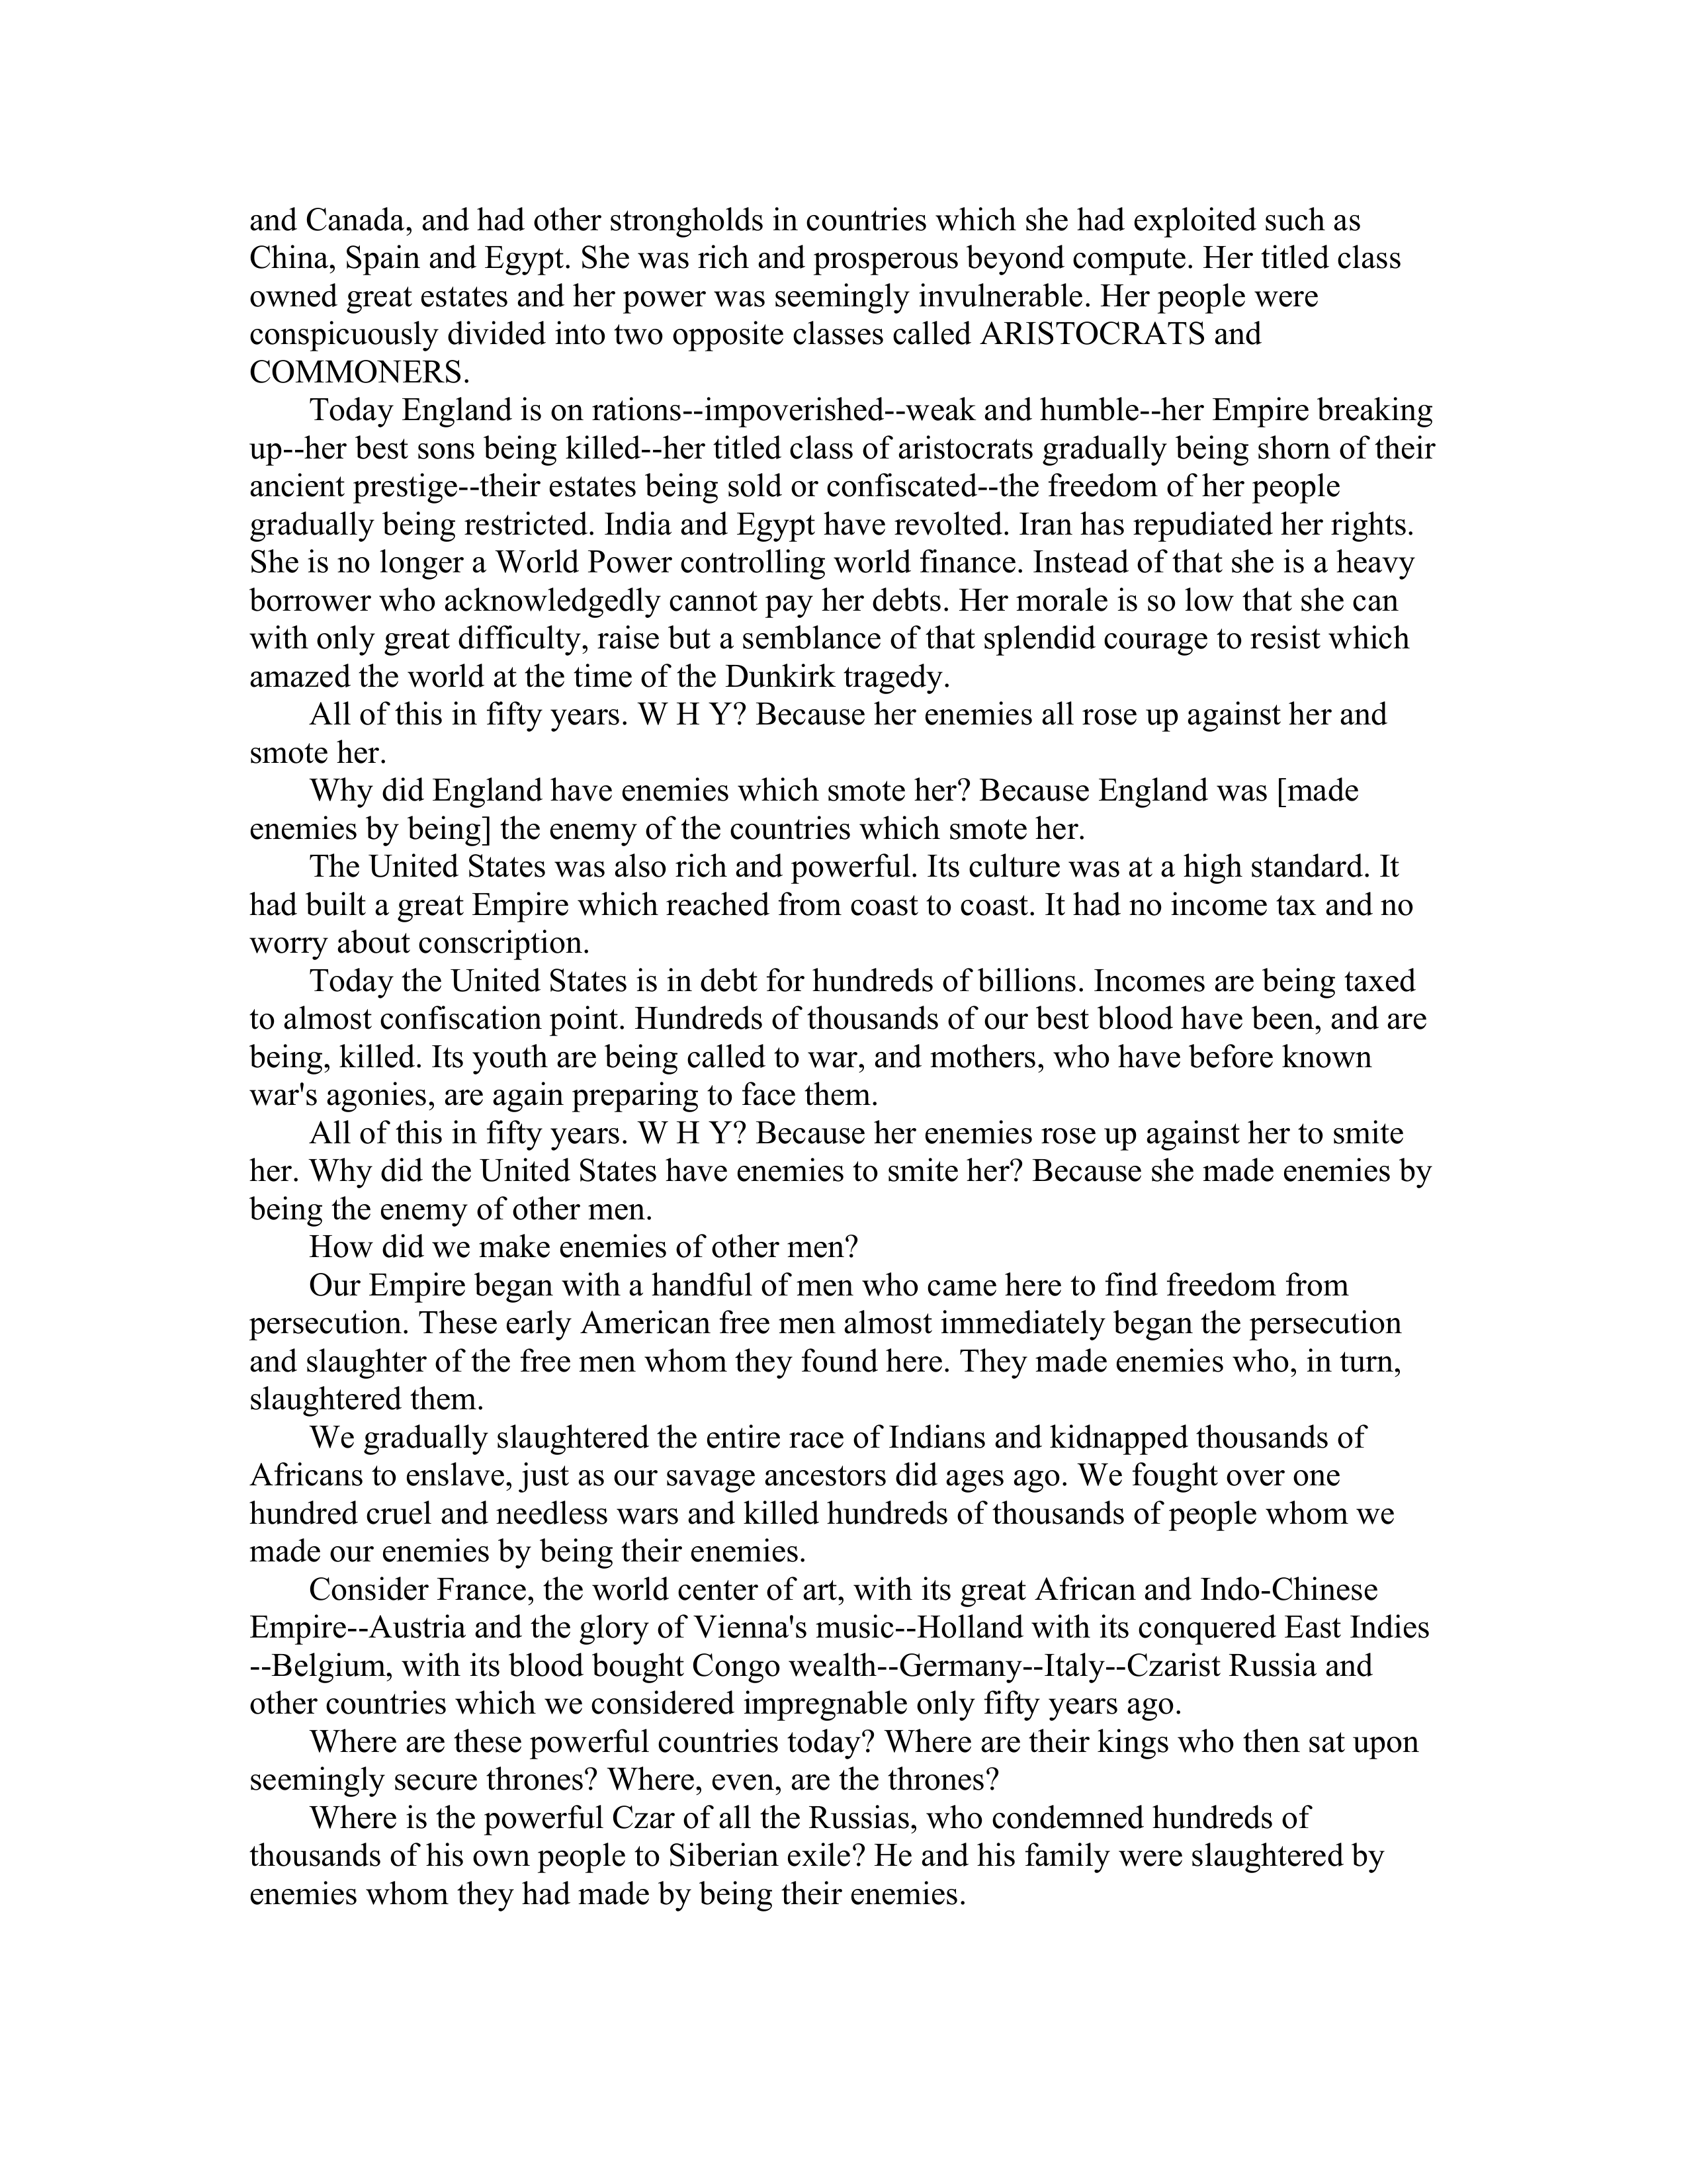 and Canada, and had other strongholds in countries which she had exploited such as
China, Spain and Egypt. She was rich and prosperous beyond compute. Her titled class
owned great estates and her power was seemingly invulnerable. Her people were
conspicuously divided into two opposite classes called ARISTOCRATS and
COMMONERS.
Today England is on rations--impoverished--weak and humble--her Empire breaking
up--her best sons being killed--her titled class of aristocrats gradually being shorn of their
ancient prestige--their estates being sold or confiscated--the freedom of her people
gradually being restricted. India and Egypt have revolted. Iran has repudiated her rights.
She is no longer a World Power controlling world finance. Instead of that she is a heavy
borrower who acknowledgedly cannot pay her debts. Her morale is so low that she can
with only great difficulty, raise but a semblance of that splendid courage to resist which
amazed the world at the time of the Dunkirk tragedy.
All of this in fifty years. W H Y? Because her enemies all rose up against her and
smote her.
Why did England have enemies which smote her? Because England was [made
enemies by being] the enemy of the countries which smote her.
The United States was also rich and powerful. Its culture was at a high standard. It
had built a great Empire which reached from coast to coast. It had no income tax and no
worry about conscription.
Today the United States is in debt for hundreds of billions. Incomes are being taxed
to almost confiscation point. Hundreds of thousands of our best blood have been, and are
being, killed. Its youth are being called to war, and mothers, who have before known
war's agonies, are again preparing to face them.
All of this in fifty years. W H Y? Because her enemies rose up against her to smite
her. Why did the United States have enemies to smite her? Because she made enemies by
being the enemy of other men.
How did we make enemies of other men?
Our Empire began with a handful of men who came here to find freedom from
persecution. These early American free men almost immediately began the persecution
and slaughter of the free men whom they found here. They made enemies who, in turn,
slaughtered them.
We gradually slaughtered the entire race of Indians and kidnapped thousands of
Africans to enslave, just as our savage ancestors did ages ago. We fought over one
hundred cruel and needless wars and killed hundreds of thousands of people whom we
made our enemies by being their enemies.
Consider France, the world center of art, with its great African and Indo-Chinese
Empire--Austria and the glory of Vienna's music--Holland with its conquered East Indies
--Belgium, with its blood bought Congo wealth--Germany--Italy--Czarist Russia and
other countries which we considered impregnable only fifty years ago.
Where are these powerful countries today? Where are their kings who then sat upon
seemingly secure thrones? Where, even, are the thrones?
Where is the powerful Czar of all the Russias, who condemned hundreds of
thousands of his own people to Siberian exile? He and his family were slaughtered by
enemies whom they had made by being their enemies.